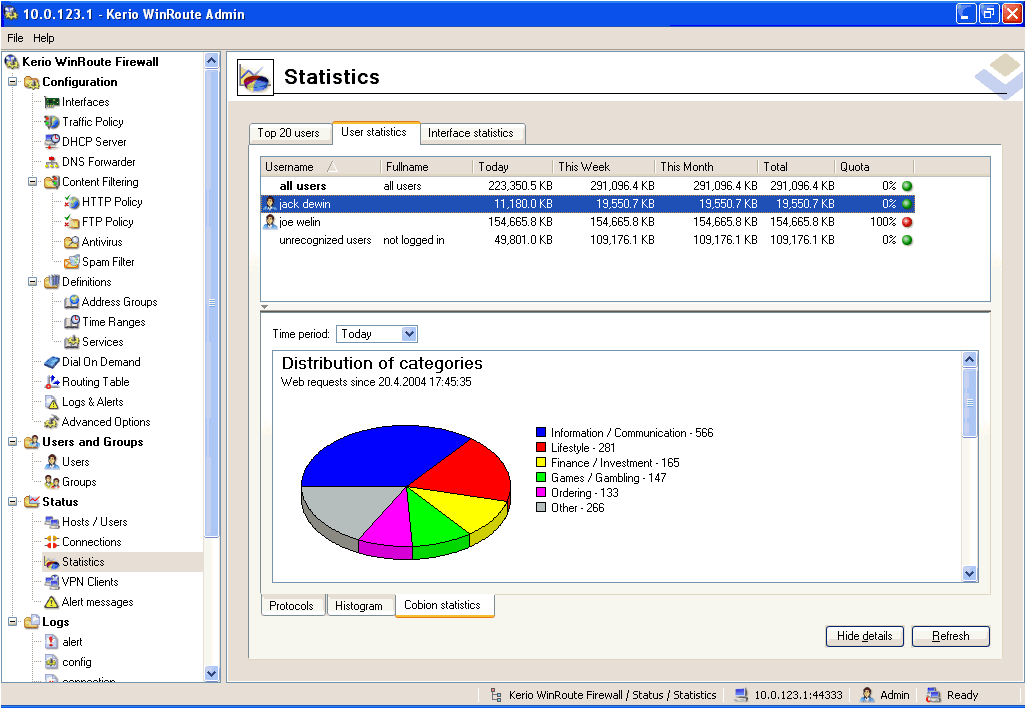 10.0.123.1 - Kerio WinRoute Admin
File Help
Kerio WinRoute Firewall
Configuration
Interfaces
Traffic Policy
DHCP Server
DNS Forwarder
Content Filtering
HTTP Policy
FTP Policy
Antivirus
Spam Filter
Definitions
Address Groups
Time Ranges
Services
Dial On Demand
Routing Table
Logs & Alerts
Advanced Options
Users and Groups
Users
Groups
Status
Hosts / Users
Connections
Statistics
VPN Clients
Alert messages
Logs
alert
config
connection
Statistics
Top 20 users User statistics Interface statistics
Username Fullname Today This Week This Month Total Quota
all users all users 223,350.5 KB 291,096.4 KB 291,096.4 KB 291,096.4 KB 0%
jack dewin 11,180.0 KB 19,550.7 KB 19,550.7 KB 19,550.7 KB 0%
joe welin 154,665.8 KB 154,665.8 KB 154,665.8 KB 154,665.8 KB 100%
unrecognized users not logged in 49,801.0 KB 109,176.1 KB 109,176.1 KB 109,176.1 KB 0%
Time period: Today
Distribution of categories
Web requests since 20.4.2004 17:45:35
Information / Communication - 566
Lifestyle - 281
Finance / Investment - 165
Games / Gambling - 147
Ordering - 133
Other - 266
Protocols Histogram Cobion statistics
Hide details Refresh
Kerio WinRoute Firewall / Status / Statistics 10.0.123.1:44333 Admin Ready